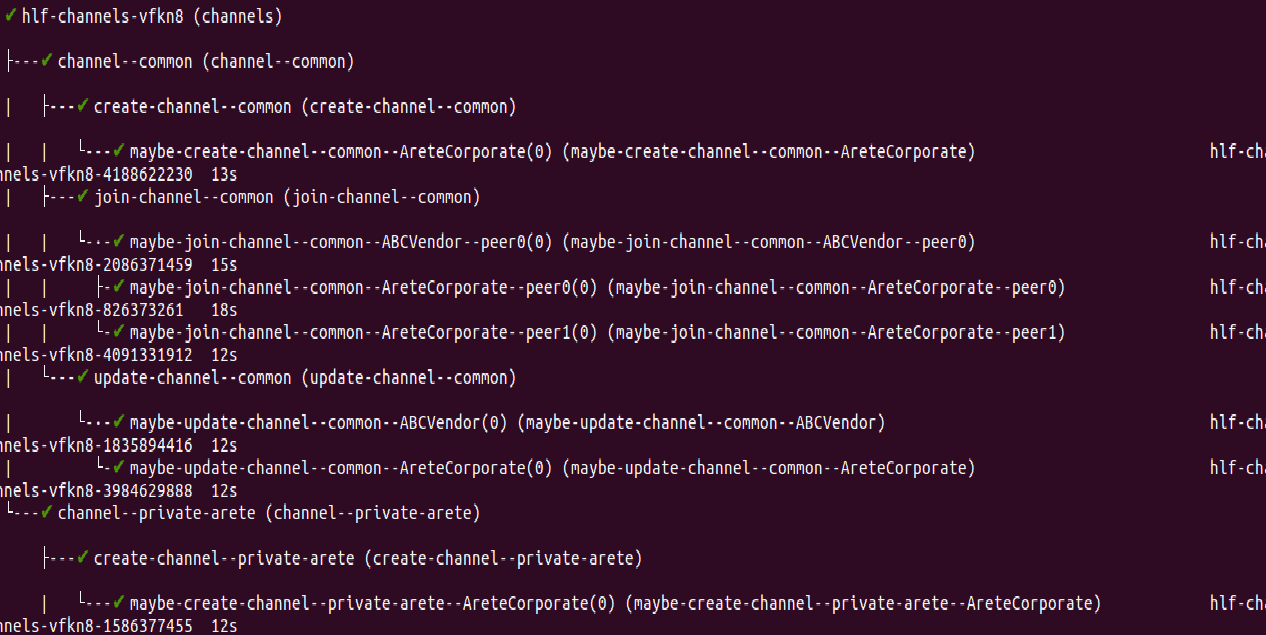 ✔ hlf-channels-vfkn8 (channels)
├---✔ channel--common (channel--common)
|   ├---✔ create-channel--common (create-channel--common)
|   |   └---✔ maybe-create-channel--common--AreteCorporate(0) (maybe-create-channel--common--AreteCorporate) hlf-cha
nnels-vfkn8-4188622230  13s
|   ├---✔ join-channel--common (join-channel--common)
|   |   └-·-✔ maybe-join-channel--common--ABCVendor--peer0(0) (maybe-join-channel--common--ABCVendor--peer0) hlf-cha
nnels-vfkn8-2086371459  15s
|   |     ├-✔ maybe-join-channel--common--AreteCorporate--peer0(0) (maybe-join-channel--common--AreteCorporate--peer0) hlf-cha
nnels-vfkn8-826373261   18s
|   |     └-✔ maybe-join-channel--common--AreteCorporate--peer1(0) (maybe-join-channel--common--AreteCorporate--peer1) hlf-cha
nnels-vfkn8-4091331912  12s
|   └---✔ update-channel--common (update-channel--common)
|       └-·-✔ maybe-update-channel--common--ABCVendor(0) (maybe-update-channel--common--ABCVendor) hlf-cha
nnels-vfkn8-1835894416  12s
|         └-✔ maybe-update-channel--common--AreteCorporate(0) (maybe-update-channel--common--AreteCorporate) hlf-cha
nnels-vfkn8-3984629888  12s
└---✔ channel--private-arete (channel--private-arete)
    ├---✔ create-channel--private-arete (create-channel--private-arete)
    |   └---✔ maybe-create-channel--private-arete--AreteCorporate(0) (maybe-create-channel--private-arete--AreteCorporate) hlf-cha
nnels-vfkn8-1586377455  12s